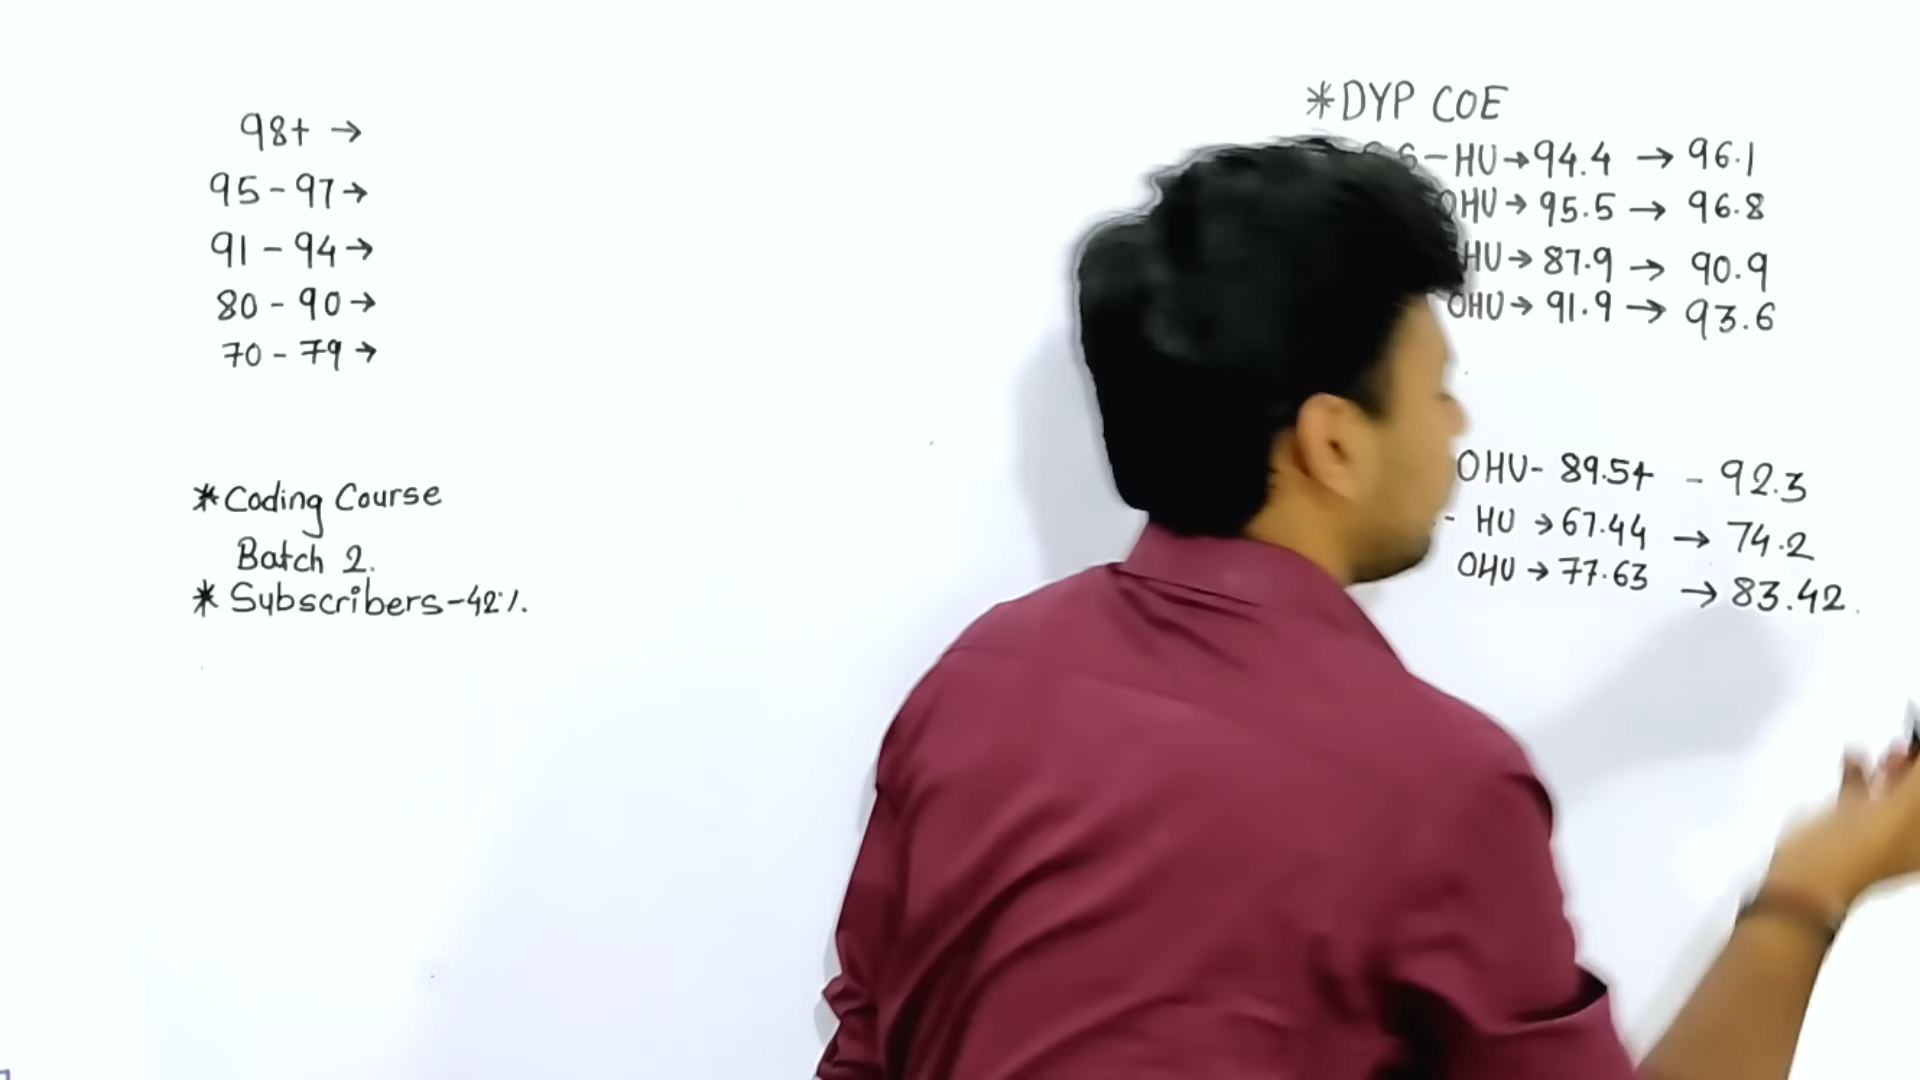 98+ →
95 - 97 →
91 - 94 →
80 - 90 →
70 - 79 →
* Coding Course
Batch 2.
* Subscribers - 42%.
* DYP COE
- HU → 94.4 → 96.1
OHU → 95.5 → 96.8
HU → 87.9 → 90.9
OHU → 91.9 → 93.6
OHU - 89.5+ - 92.3
- HU → 67.44 → 74.2
OHU → 77.63 → 83.42.